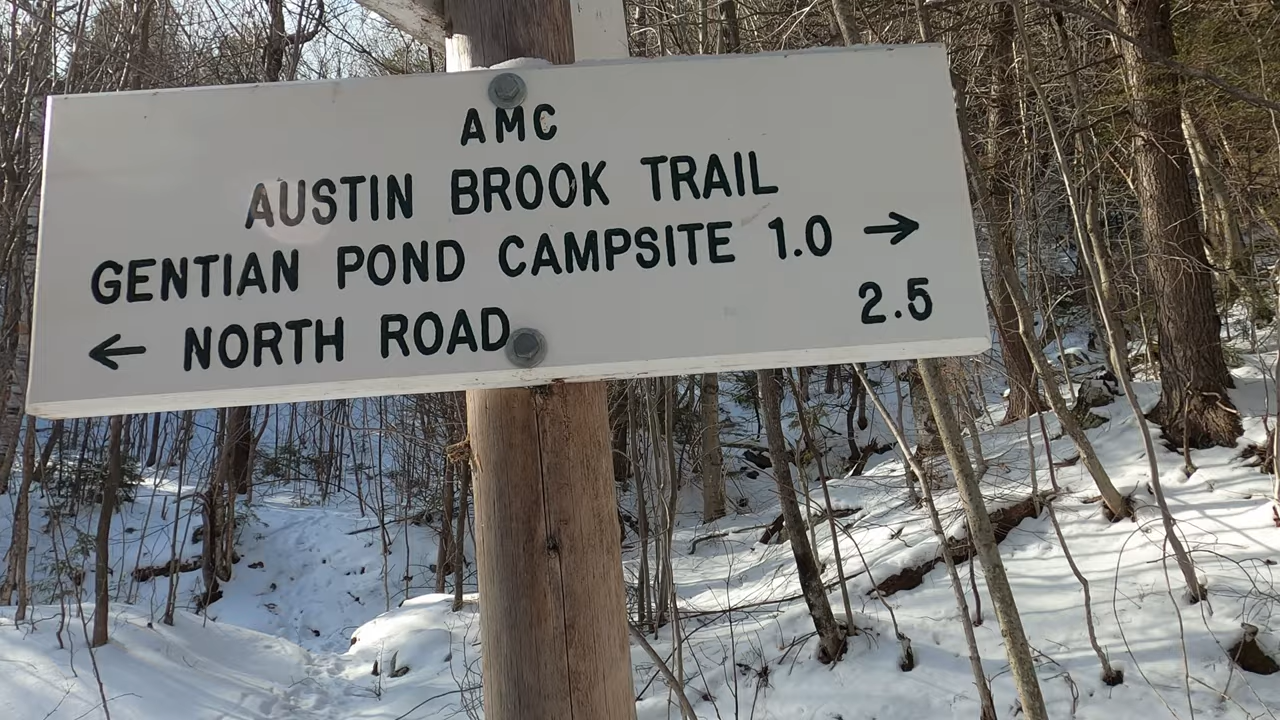 AMC
AUSTIN BROOK TRAIL
GENTIAN POND CAMPSITE 1.0 →
← NORTH ROAD 2.5